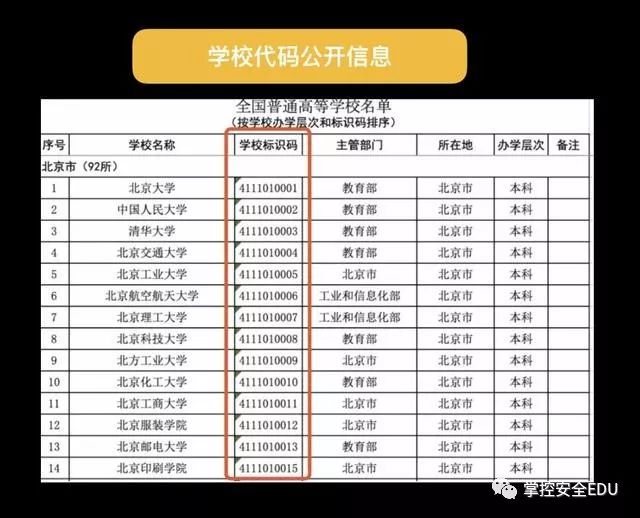 学校代码公开信息
全国普通高等学校名单
（按学校办学层次和标识码排序）
序号 学校名称 学校标识码 主管部门 所在地 办学层次 备注
北京市（92所）
1 北京大学 4111010001 教育部 北京市 本科
2 中国人民大学 4111010002 教育部 北京市 本科
3 清华大学 4111010003 教育部 北京市 本科
4 北京交通大学 4111010004 教育部 北京市 本科
5 北京工业大学 4111010005 北京市 北京市 本科
6 北京航空航天大学 4111010006 工业和信息化部 北京市 本科
7 北京理工大学 4111010007 工业和信息化部 北京市 本科
8 北京科技大学 4111010008 教育部 北京市 本科
9 北方工业大学 4111010009 北京市 北京市 本科
10 北京化工大学 4111010010 教育部 北京市 本科
11 北京工商大学 4111010011 北京市 北京市 本科
12 北京服装学院 4111010012 北京市 北京市 本科
13 北京邮电大学 4111010013 教育部 北京市 本科
14 北京印刷学院 4111010015 北京市 北京市 本科
掌控安全EDU